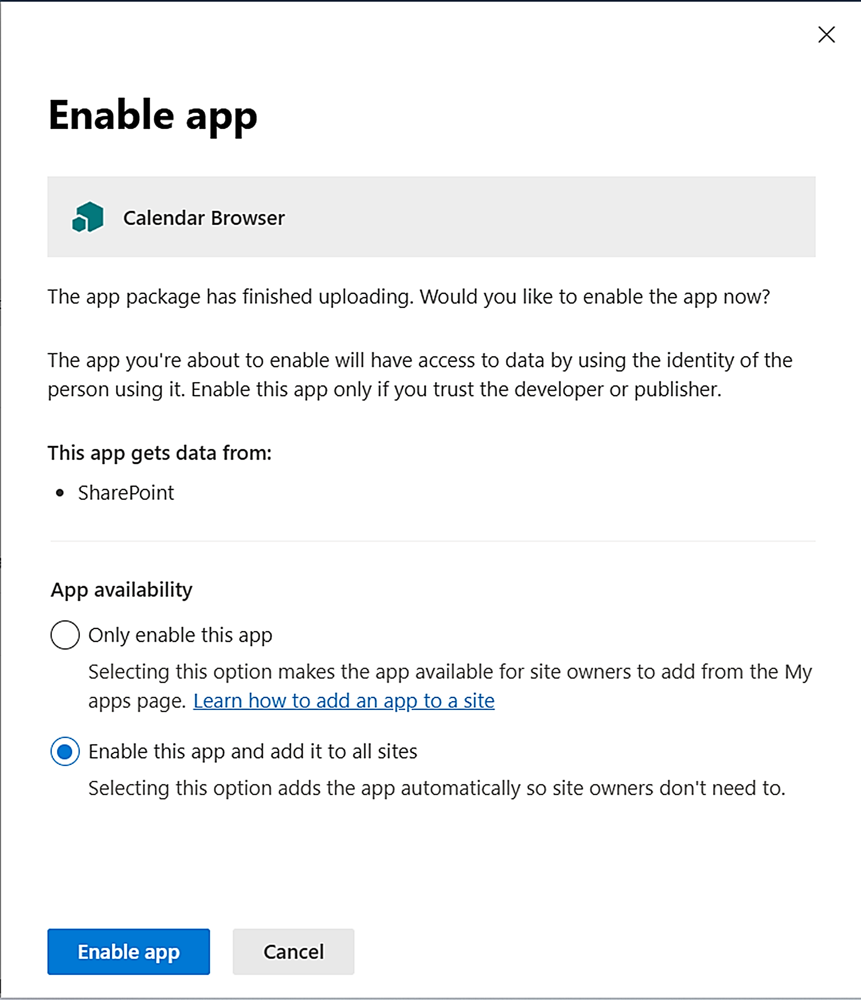 Enable app
Calendar Browser
The app package has finished uploading. Would you like to enable the app now?
The app you're about to enable will have access to data by using the identity of the
person using it. Enable this app only if you trust the developer or publisher.
This app gets data from:
• SharePoint
App availability
Only enable this app
Selecting this option makes the app available for site owners to add from the My
apps page. Learn how to add an app to a site
Enable this app and add it to all sites
Selecting this option adds the app automatically so site owners don't need to.
Enable app Cancel